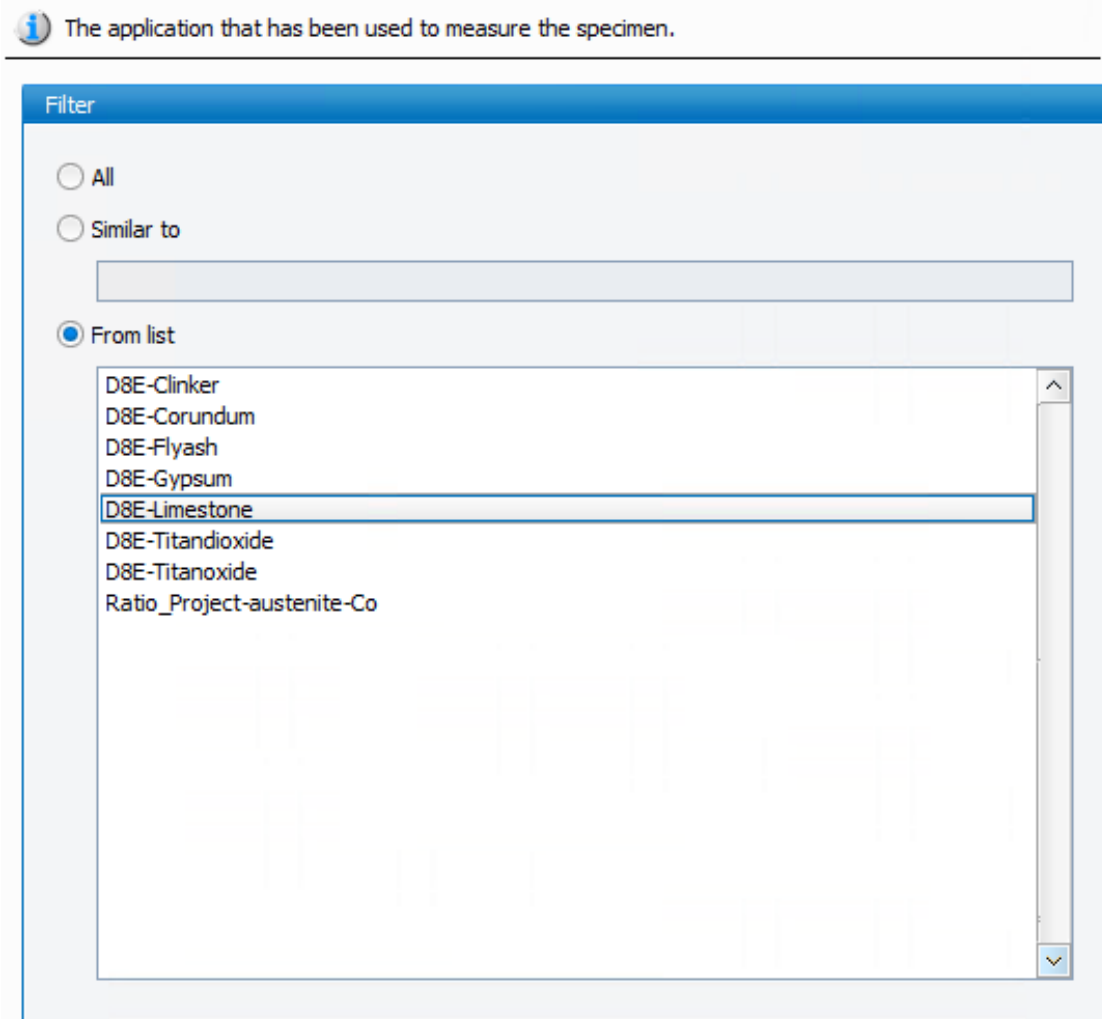 The application that has been used to measure the specimen.
Filter
All
Similar to
From list
D8E-Clinker
D8E-Corundum
D8E-Flyash
D8E-Gypsum
D8E-Limestone
D8E-Titandioxide
D8E-Titanoxide
Ratio_Project-austenite-Co